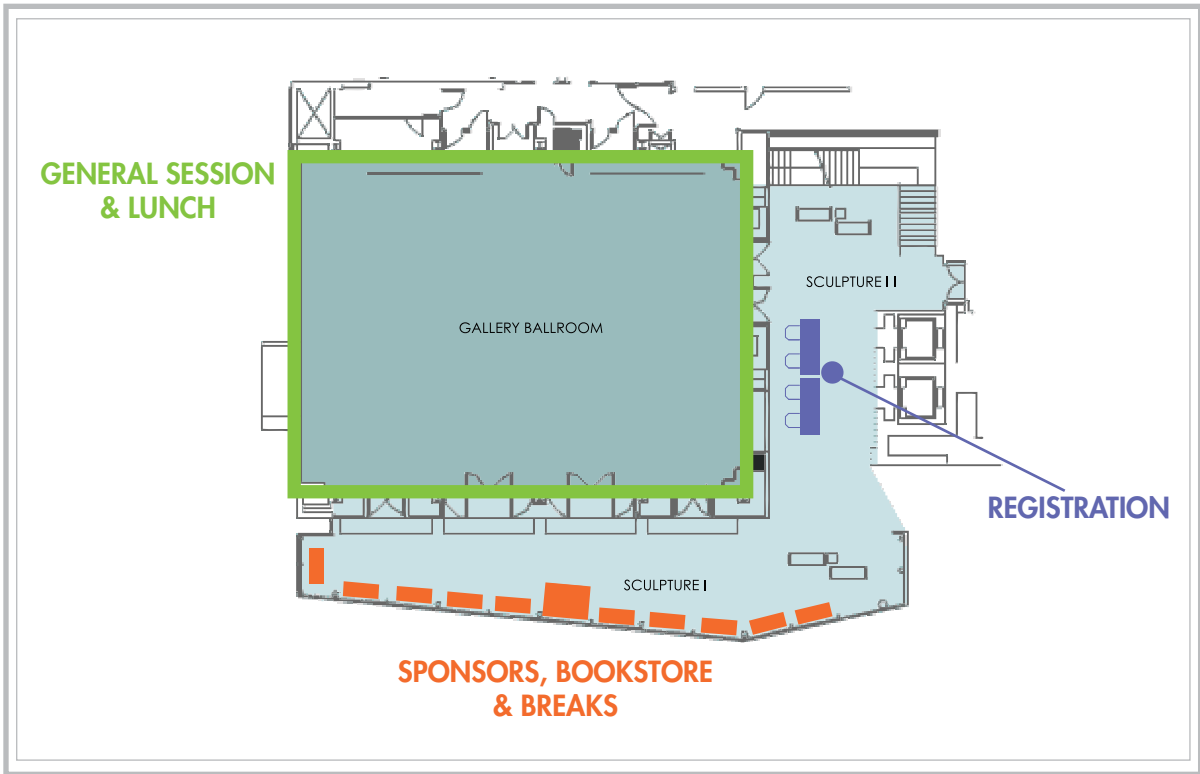 GENERAL SESSION
& LUNCH
SCULPTURE II
GALLERY BALLROOM
REGISTRATION
SCULPTURE I
SPONSORS, BOOKSTORE
& BREAKS